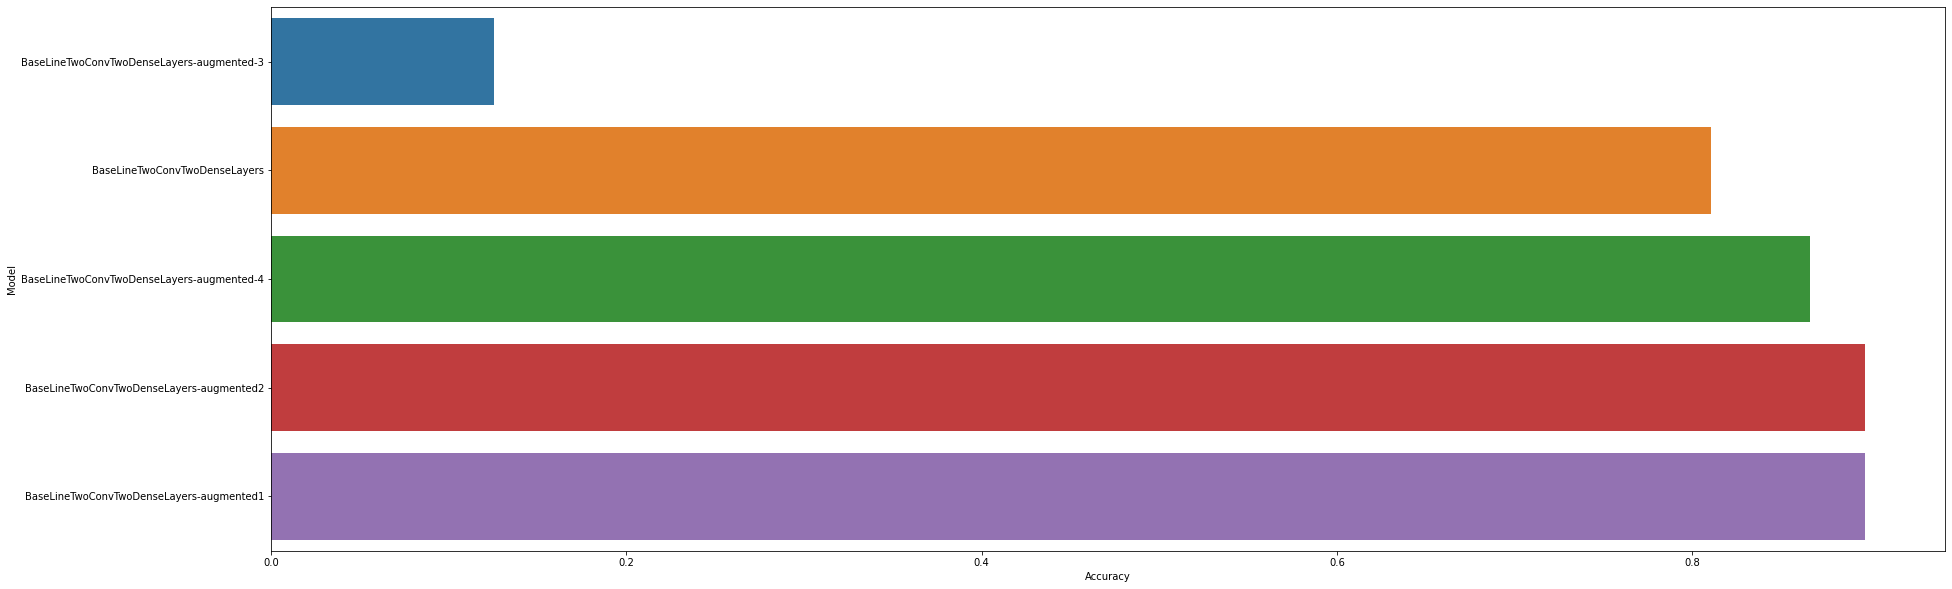 BaseLineTwoConvTwoDenseLayers-augmented-3
BaseLineTwoConvTwoDenseLayers
BaseLineTwoConvTwoDenseLayers-augmented-4
BaseLineTwoConvTwoDenseLayers-augmented2
BaseLineTwoConvTwoDenseLayers-augmented1
Model
0.0 0.2 0.4 0.6 0.8
Accuracy